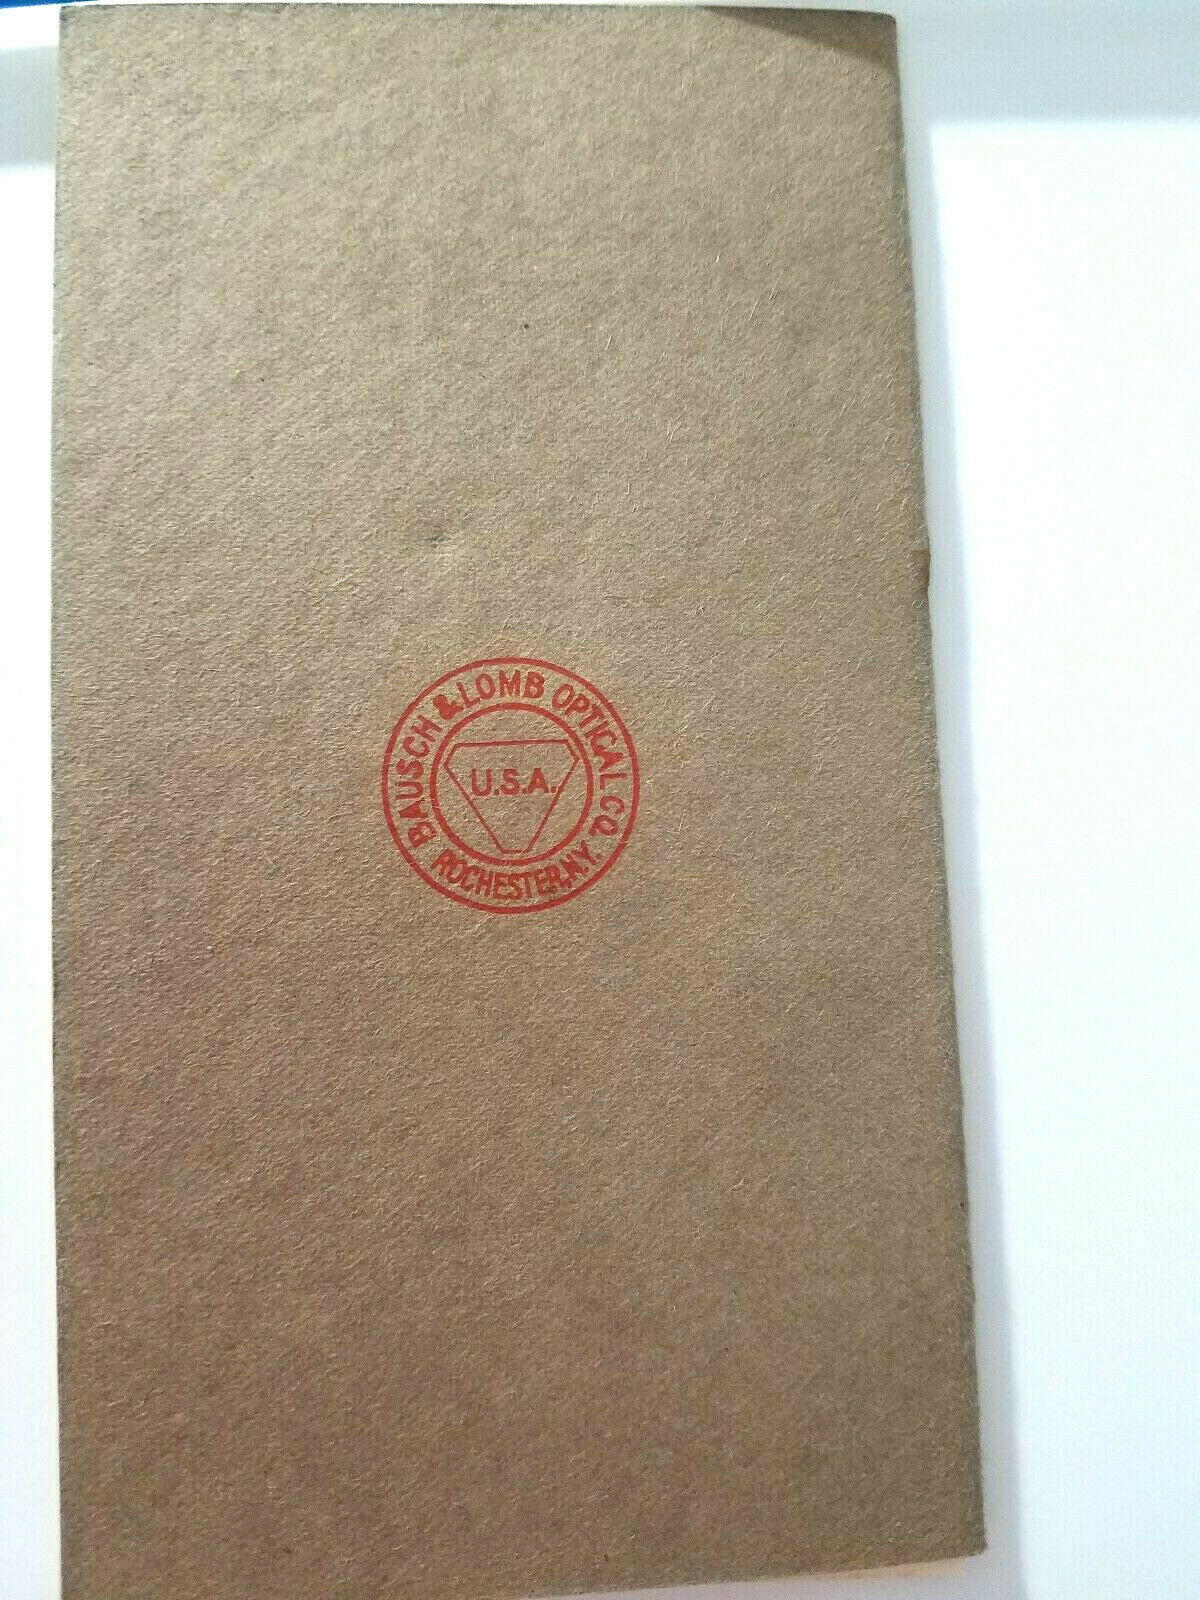 BAUSCH & LOMB OPTICAL CO.
U.S.A.
ROCHESTER, N.Y.